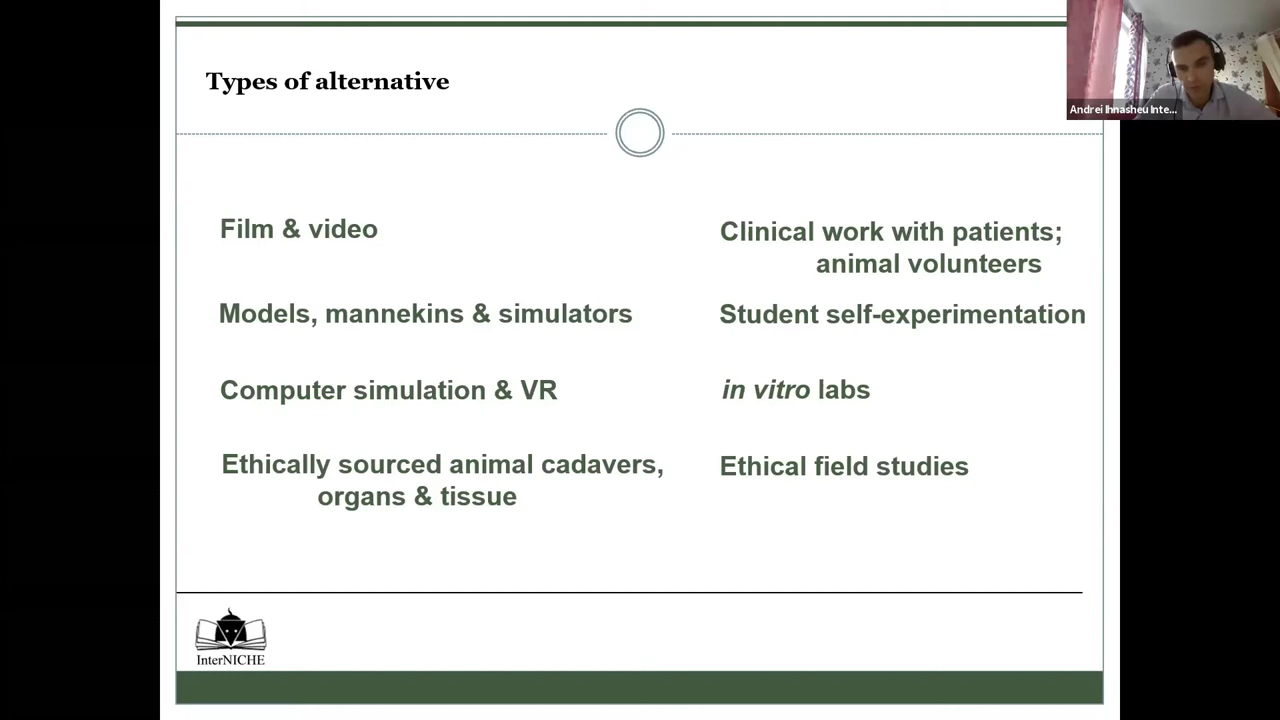 Types of alternative
Andrei Ihnasheu Inte...
Film & video
Models, mannekins & simulators
Computer simulation & VR
Ethically sourced animal cadavers,
organs & tissue
Clinical work with patients;
animal volunteers
Student self-experimentation
in vitro labs
Ethical field studies
InterNICHE